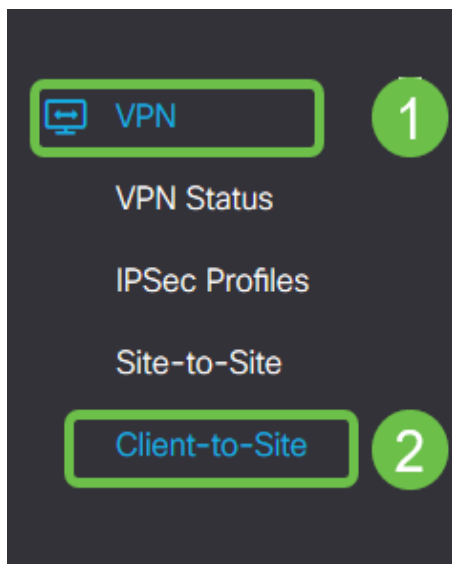 VPN
1
VPN Status
IPSec Profiles
Site-to-Site
Client-to-Site
2